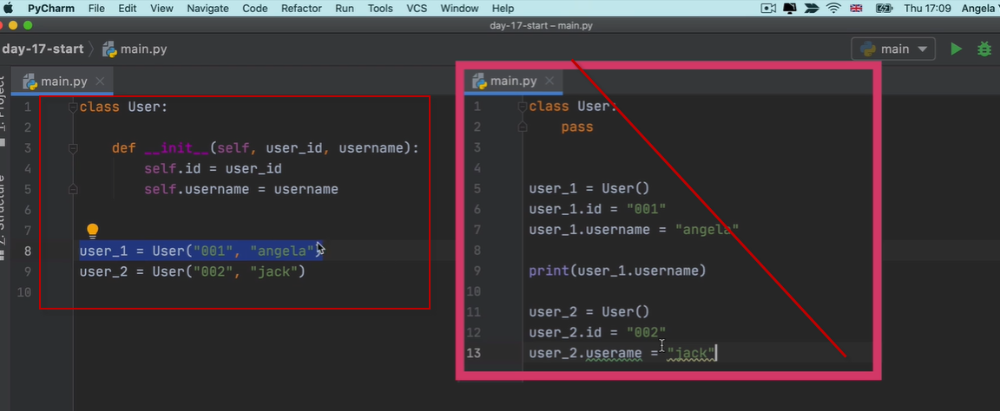 PyCharm File Edit View Navigate Code Refactor Run Tools VCS Window Help Thu 17:09 Angela
day-17-start – main.py
day-17-start main.py main
main.py
1 class User:
2
3 def __init__(self, user_id, username):
4 self.id = user_id
5 self.username = username
6
7
8 user_1 = User("001", "angela")
9 user_2 = User("002", "jack")
10
main.py
1 class User:
2 pass
3
4
5 user_1 = User()
6 user_1.id = "001"
7 user_1.username = "angela"
8
9 print(user_1.username)
10
11 user_2 = User()
12 user_2.id = "002"
13 user_2.userame = "jack"
1: Project
Structure